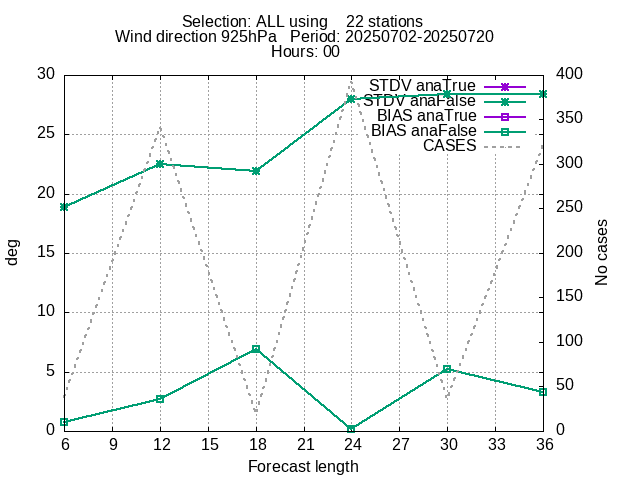 Selection: ALL using 22 stations
Wind direction 925hPa Period: 20250702-20250720
Hours: 00
30 400
STDV anaTrue
STDV anaFalse
BIAS anaTrue
BIAS anaFalse
CASES
25 350
20 300
15 250
10 200
5 150
0 100
50
0
deg
No cases
6 9 12 15 18 21 24 27 30 33 36
Forecast length